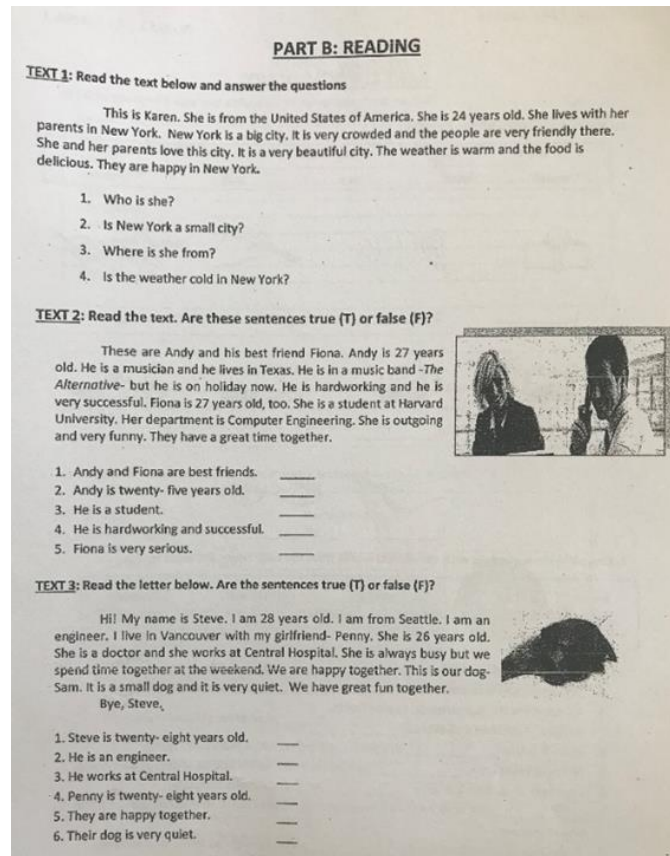 PART B: READING
TEXT 1: Read the text below and answer the questions
This is Karen. She is from the United States of America. She is 24 years old. She lives with her
parents in New York. New York is a big city. It is very crowded and the people are very friendly there.
She and her parents love this city. It is a very beautiful city. The weather is warm and the food is
delicious. They are happy in New York.
1. Who is she?
2. Is New York a small city?
3. Where is she from?
4. Is the weather cold in New York?
TEXT 2: Read the text. Are these sentences true (T) or false (F)?
These are Andy and his best friend Fiona. Andy is 27 years
old. He is a musician and he lives in Texas. He is in a music band -The
Alternative- but he is on holiday now. He is hardworking and he is
very successful. Fiona is 27 years old, too. She is a student at Harvard
University. Her department is Computer Engineering. She is outgoing
and very funny. They have a great time together.
1. Andy and Fiona are best friends. ____
2. Andy is twenty- five years old. ____
3. He is a student. ____
4. He is hardworking and successful. ____
5. Fiona is very serious. ____
TEXT 3: Read the letter below. Are the sentences true (T) or false (F)?
Hi! My name is Steve. I am 28 years old. I am from Seattle. I am an
engineer. I live in Vancouver with my girlfriend- Penny. She is 26 years old.
She is a doctor and she works at Central Hospital. She is always busy but we
spend time together at the weekend. We are happy together. This is our dog-
Sam. It is a small dog and it is very quiet. We have great fun together.
Bye, Steve.
1. Steve is twenty- eight years old. ____
2. He is an engineer. ____
3. He works at Central Hospital. ____
4. Penny is twenty- eight years old. ____
5. They are happy together. ____
6. Their dog is very quiet. ____